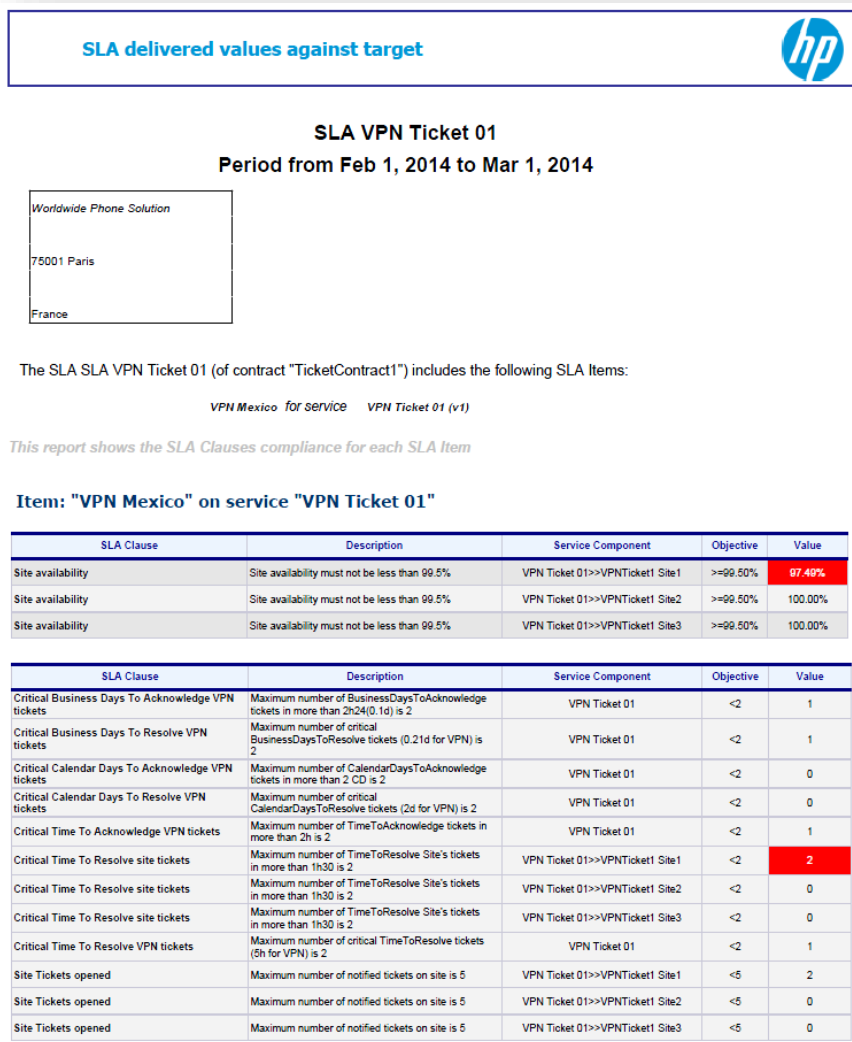 SLA delivered values against target
hp
SLA VPN Ticket 01
Period from Feb 1, 2014 to Mar 1, 2014
Worldwide Phone Solution
75001 Paris
France
The SLA SLA VPN Ticket 01 (of contract "TicketContract1") includes the following SLA Items:
VPN Mexico for service VPN Ticket 01 (v1)
This report shows the SLA Clauses compliance for each SLA Item
Item: "VPN Mexico" on service "VPN Ticket 01"
SLA Clause Description Service Component Objective Value
Site availability Site availability must not be less than 99.5% VPN Ticket 01>>VPNTicket1 Site1 >=99.50% 97.49%
Site availability Site availability must not be less than 99.5% VPN Ticket 01>>VPNTicket1 Site2 >=99.50% 100.00%
Site availability Site availability must not be less than 99.5% VPN Ticket 01>>VPNTicket1 Site3 >=99.50% 100.00%
SLA Clause Description Service Component Objective Value
Critical Business Days To Acknowledge VPN
tickets
Maximum number of BusinessDaysToAcknowledge
tickets in more than 2h24(0.1d) is 2
VPN Ticket 01 <2 1
Critical Business Days To Resolve VPN
tickets
Maximum number of critical
BusinessDaysToResolve tickets (0.21d for VPN) is
2
VPN Ticket 01 <2 1
Critical Calendar Days To Acknowledge VPN
tickets
Maximum number of CalendarDaysToAcknowledge
tickets in more than 2 CD is 2
VPN Ticket 01 <2 0
Critical Calendar Days To Resolve VPN
tickets
Maximum number of critical
CalendarDaysToResolve tickets (2d for VPN) is 2
VPN Ticket 01 <2 0
Critical Time To Acknowledge VPN tickets
Maximum number of TimeToAcknowledge tickets in
more than 2h is 2
VPN Ticket 01 <2 1
Critical Time To Resolve site tickets
Maximum number of TimeToResolve Site's tickets
in more than 1h30 is 2
VPN Ticket 01>>VPNTicket1 Site1 <2 2
Critical Time To Resolve site tickets
Maximum number of TimeToResolve Site's tickets
in more than 1h30 is 2
VPN Ticket 01>>VPNTicket1 Site2 <2 0
Critical Time To Resolve site tickets
Maximum number of TimeToResolve Site's tickets
in more than 1h30 is 2
VPN Ticket 01>>VPNTicket1 Site3 <2 0
Critical Time To Resolve VPN tickets
Maximum number of critical TimeToResolve tickets
(5h for VPN) is 2
VPN Ticket 01 <2 1
Site Tickets opened Maximum number of notified tickets on site is 5 VPN Ticket 01>>VPNTicket1 Site1 <5 2
Site Tickets opened Maximum number of notified tickets on site is 5 VPN Ticket 01>>VPNTicket1 Site2 <5 0
Site Tickets opened Maximum number of notified tickets on site is 5 VPN Ticket 01>>VPNTicket1 Site3 <5 0